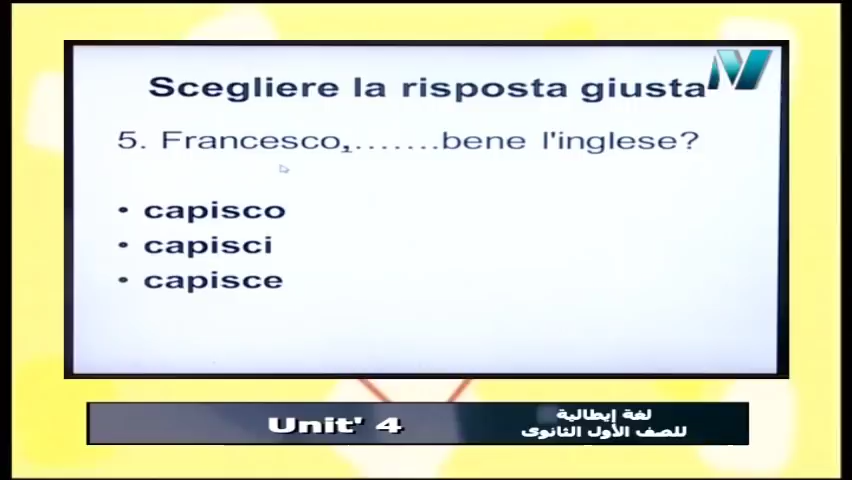 Scegliere la risposta giusta
5. Francesco,.......bene l'inglese?
• capisco
• capisci
• capisce
Unit' 4
لغة إيطالية
للصف الأول الثانوى